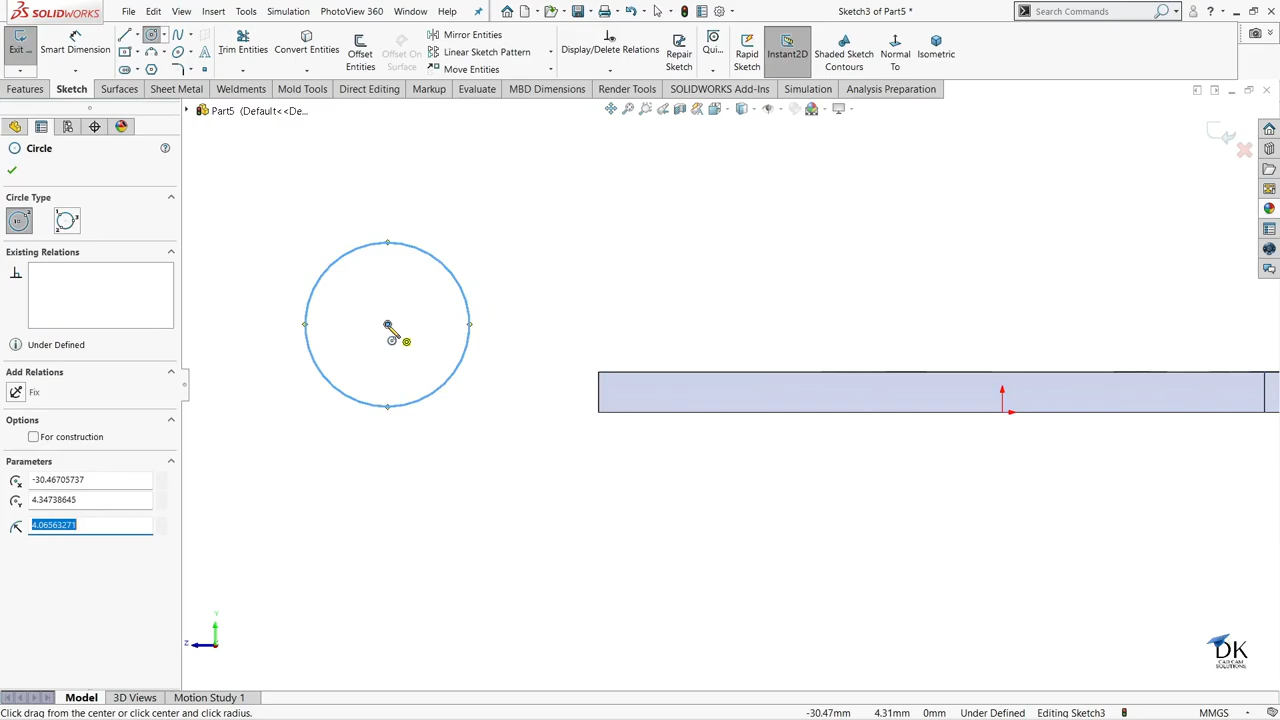 SOLIDWORKS
File
Edit
View
Insert
Tools
Simulation
PhotoView 360
Window
Help
Sketch3 of Part5 *
Search Commands
Exit ...
Smart Dimension
Trim Entities
Convert Entities
Offset Entities
Offset On Surface
Mirror Entities
Linear Sketch Pattern
Move Entities
Display/Delete Relations
Repair Sketch
Qui...
Rapid Sketch
Instant2D
Shaded Sketch Contours
Normal To
Isometric
Features
Sketch
Surfaces
Sheet Metal
Weldments
Mold Tools
Direct Editing
Markup
Evaluate
MBD Dimensions
Render Tools
SOLIDWORKS Add-Ins
Simulation
Analysis Preparation
Part5 (Default<<De...
Circle
Circle Type
Existing Relations
Under Defined
Add Relations
Fix
Options
For construction
Parameters
-30.46705737
4.34738645
4.06563271
Y
Z
DK
CAD CAM
SOLUTIONS
Model
3D Views
Motion Study 1
Click drag from the center or click center and click radius.
-30.47mm
4.31mm
0mm
Under Defined
Editing Sketch3
MMGS